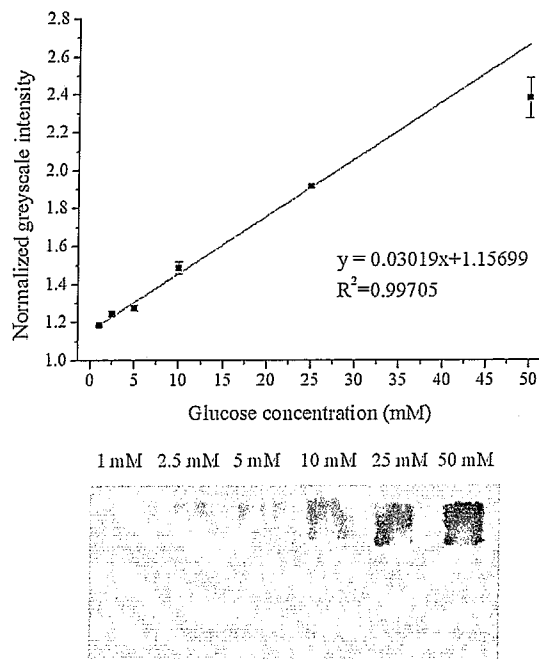 2.8
2.6
2.4
2.2
2.0
1.8
1.6
1.4
1.2
1.0
Normalized greyscale intensity
y = 0.03019x+1.15699
R²=0.99705
0 5 10 15 20 25 30 35 40 45 50
Glucose concentration (mM)
1 mM 2.5 mM 5 mM 10 mM 25 mM 50 mM